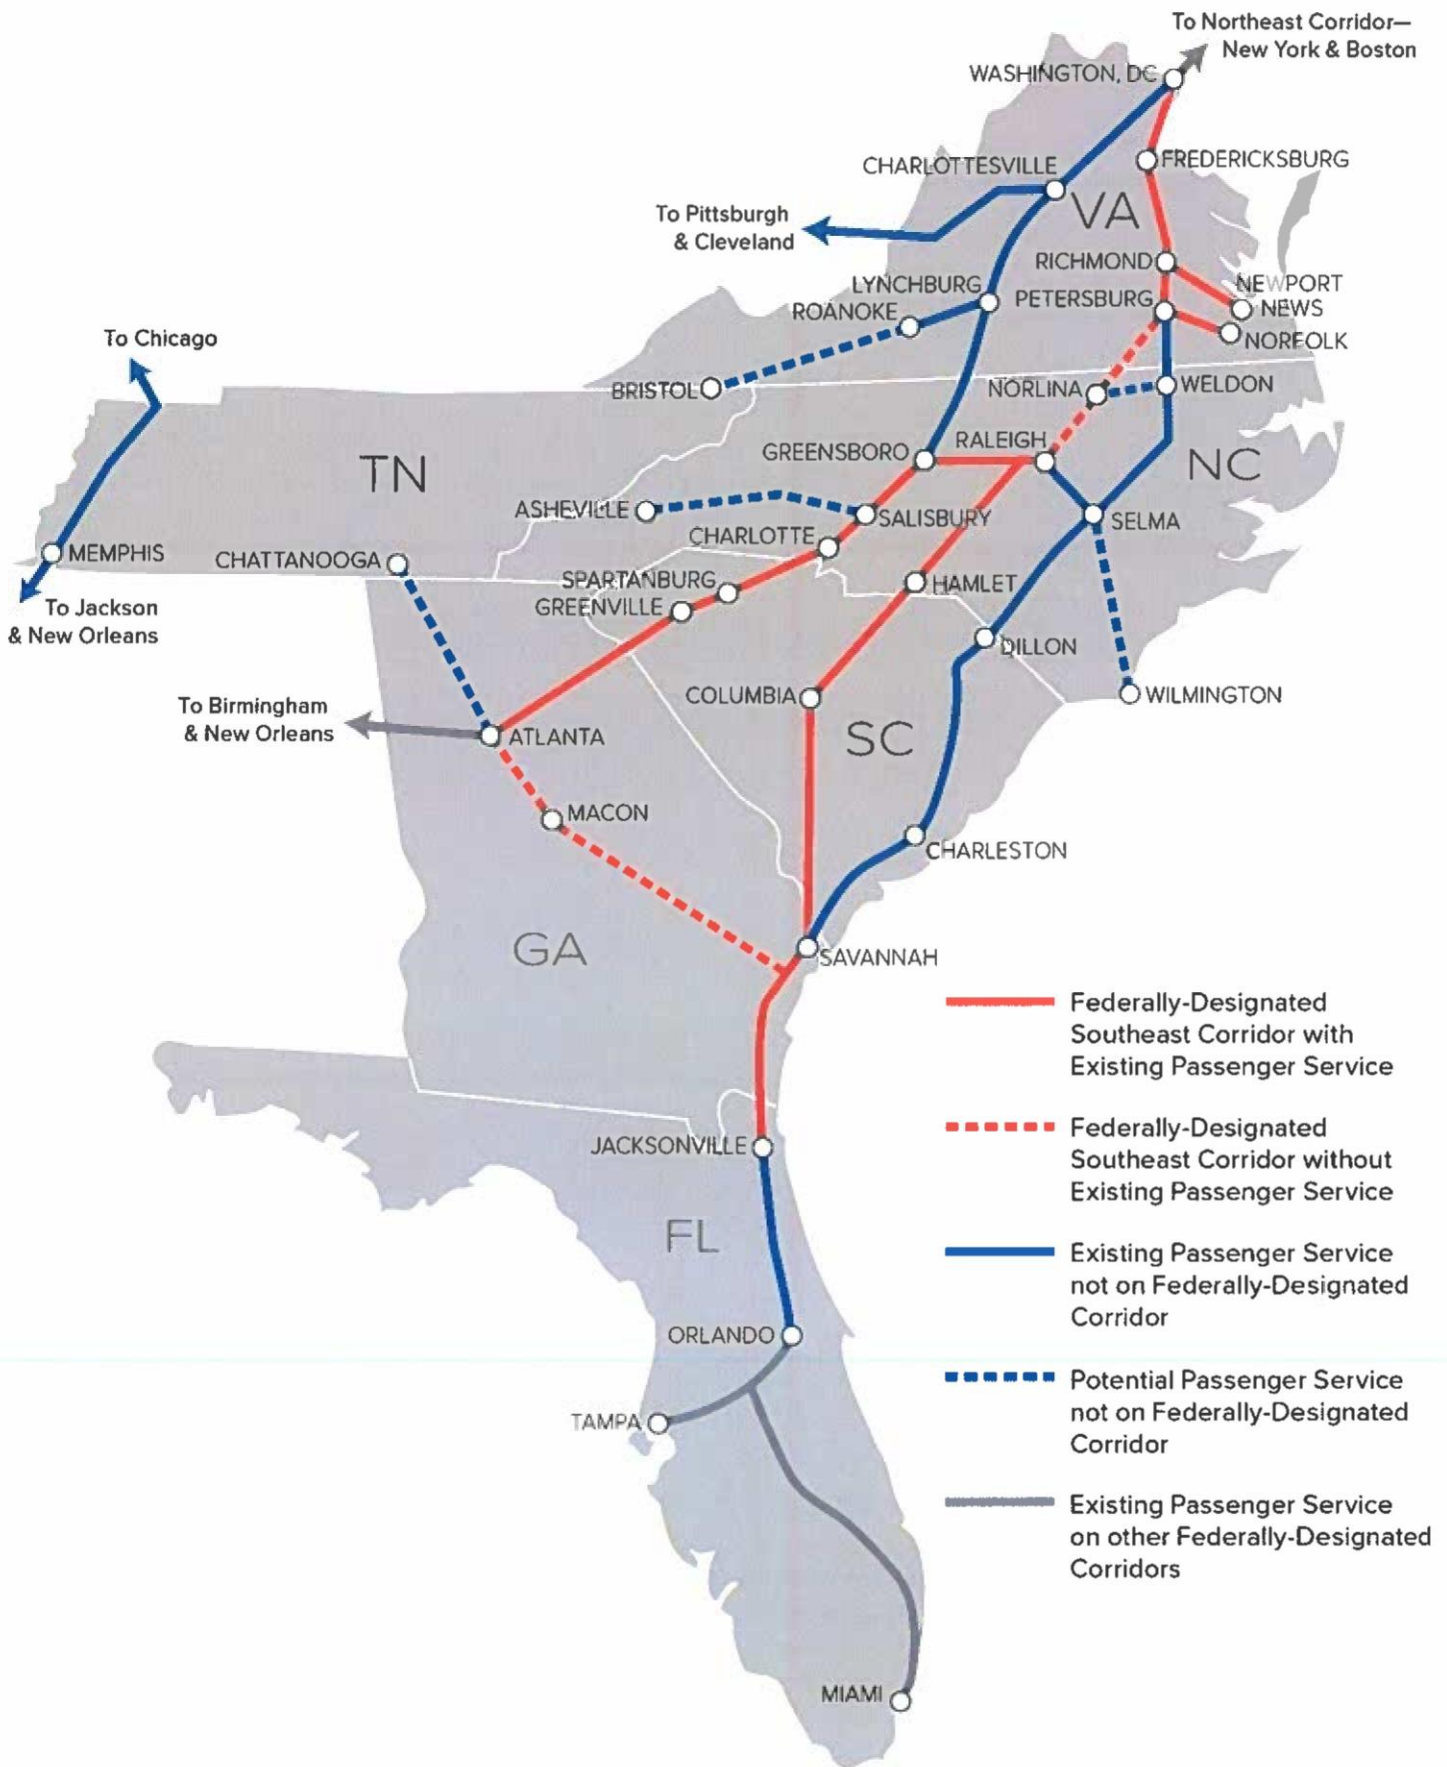 To Northeast Corridor—
New York & Boston
WASHINGTON, DC
FREDERICKSBURG
CHARLOTTESVILLE
VA
To Pittsburgh
& Cleveland
RICHMOND
LYNCHBURG
PETERSBURG
NEWPORT
NEWS
ROANOKE
NORFOLK
To Chicago
BRISTOL
NORLINA
WELDON
TN
GREENSBORO
RALEIGH
NC
ASHEVILLE
SALISBURY
SELMA
CHARLOTTE
MEMPHIS
CHATTANOOGA
SPARTANBURG
HAMLET
GREENVILLE
To Jackson
& New Orleans
DILLON
COLUMBIA
WILMINGTON
To Birmingham
& New Orleans
ATLANTA
SC
MACON
CHARLESTON
GA
SAVANNAH
JACKSONVILLE
FL
ORLANDO
TAMPA
MIAMI
Federally-Designated
Southeast Corridor with
Existing Passenger Service
Federally-Designated
Southeast Corridor without
Existing Passenger Service
Existing Passenger Service
not on Federally-Designated
Corridor
Potential Passenger Service
not on Federally-Designated
Corridor
Existing Passenger Service
on other Federally-Designated
Corridors